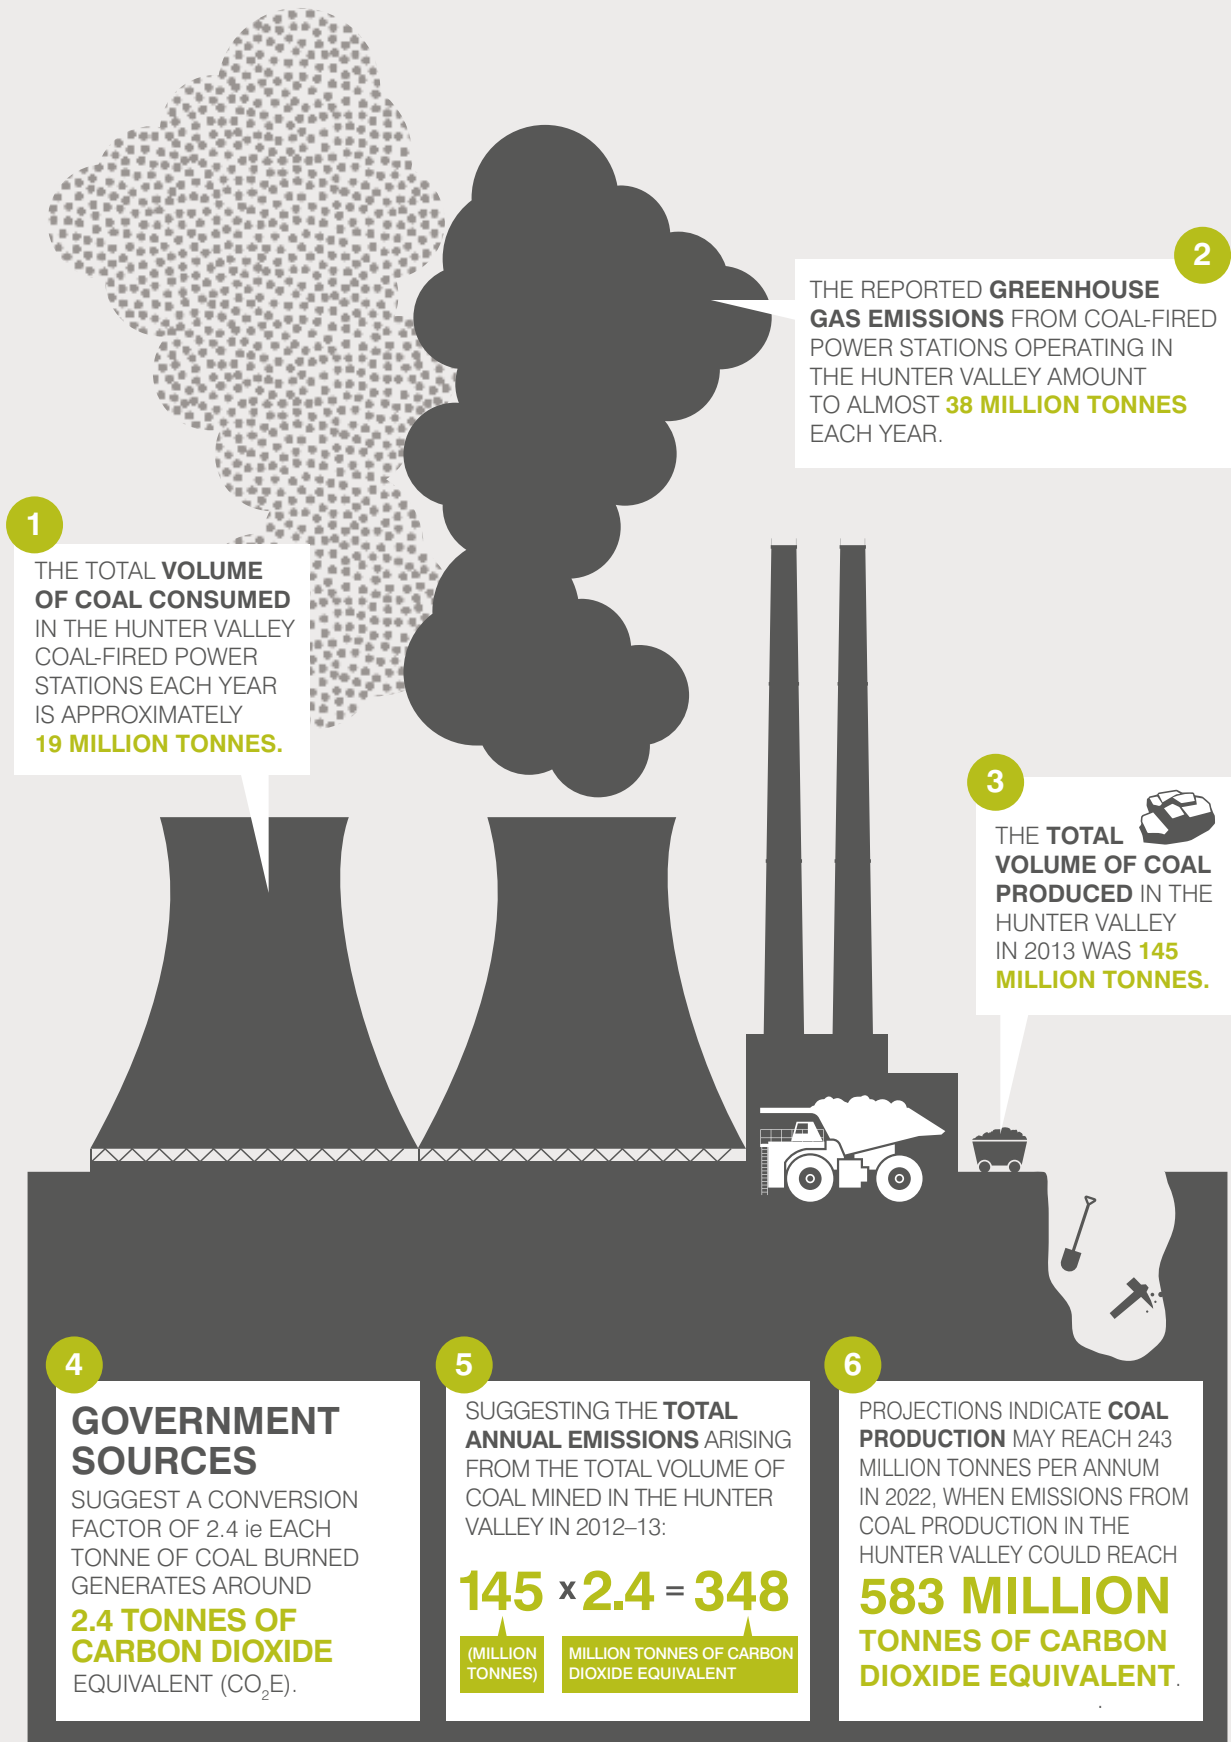 1
THE TOTAL VOLUME
OF COAL CONSUMED
IN THE HUNTER VALLEY
COAL-FIRED POWER
STATIONS EACH YEAR
IS APPROXIMATELY
19 MILLION TONNES.
2
THE REPORTED GREENHOUSE
GAS EMISSIONS FROM COAL-FIRED
POWER STATIONS OPERATING IN
THE HUNTER VALLEY AMOUNT
TO ALMOST 38 MILLION TONNES
EACH YEAR.
3
THE TOTAL
VOLUME OF COAL
PRODUCED IN THE
HUNTER VALLEY
IN 2013 WAS 145
MILLION TONNES.
4
GOVERNMENT
SOURCES
SUGGEST A CONVERSION
FACTOR OF 2.4 ie EACH
TONNE OF COAL BURNED
GENERATES AROUND
2.4 TONNES OF
CARBON DIOXIDE
EQUIVALENT (CO₂E).
5
SUGGESTING THE TOTAL
ANNUAL EMISSIONS ARISING
FROM THE TOTAL VOLUME OF
COAL MINED IN THE HUNTER
VALLEY IN 2012–13:
145 x 2.4 = 348
(MILLION
TONNES)
MILLION TONNES OF CARBON
DIOXIDE EQUIVALENT
6
PROJECTIONS INDICATE COAL
PRODUCTION MAY REACH 243
MILLION TONNES PER ANNUM
IN 2022, WHEN EMISSIONS FROM
COAL PRODUCTION IN THE
HUNTER VALLEY COULD REACH
583 MILLION
TONNES OF CARBON
DIOXIDE EQUIVALENT.
.